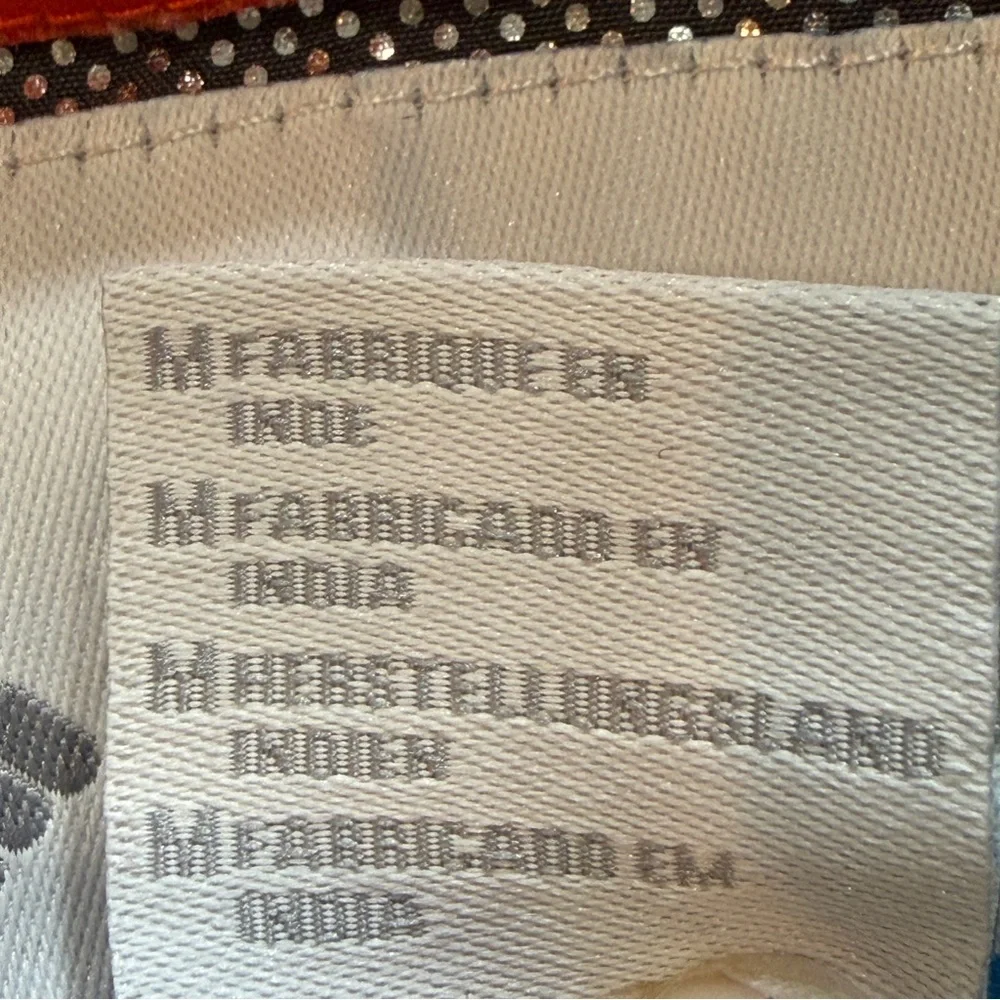 M FABRIQUE EN
INDE
M FABRICADO EN
INDIA
M HERSTELLUNGSLAND
INDIEN
M FABRICADO EM
INDIA